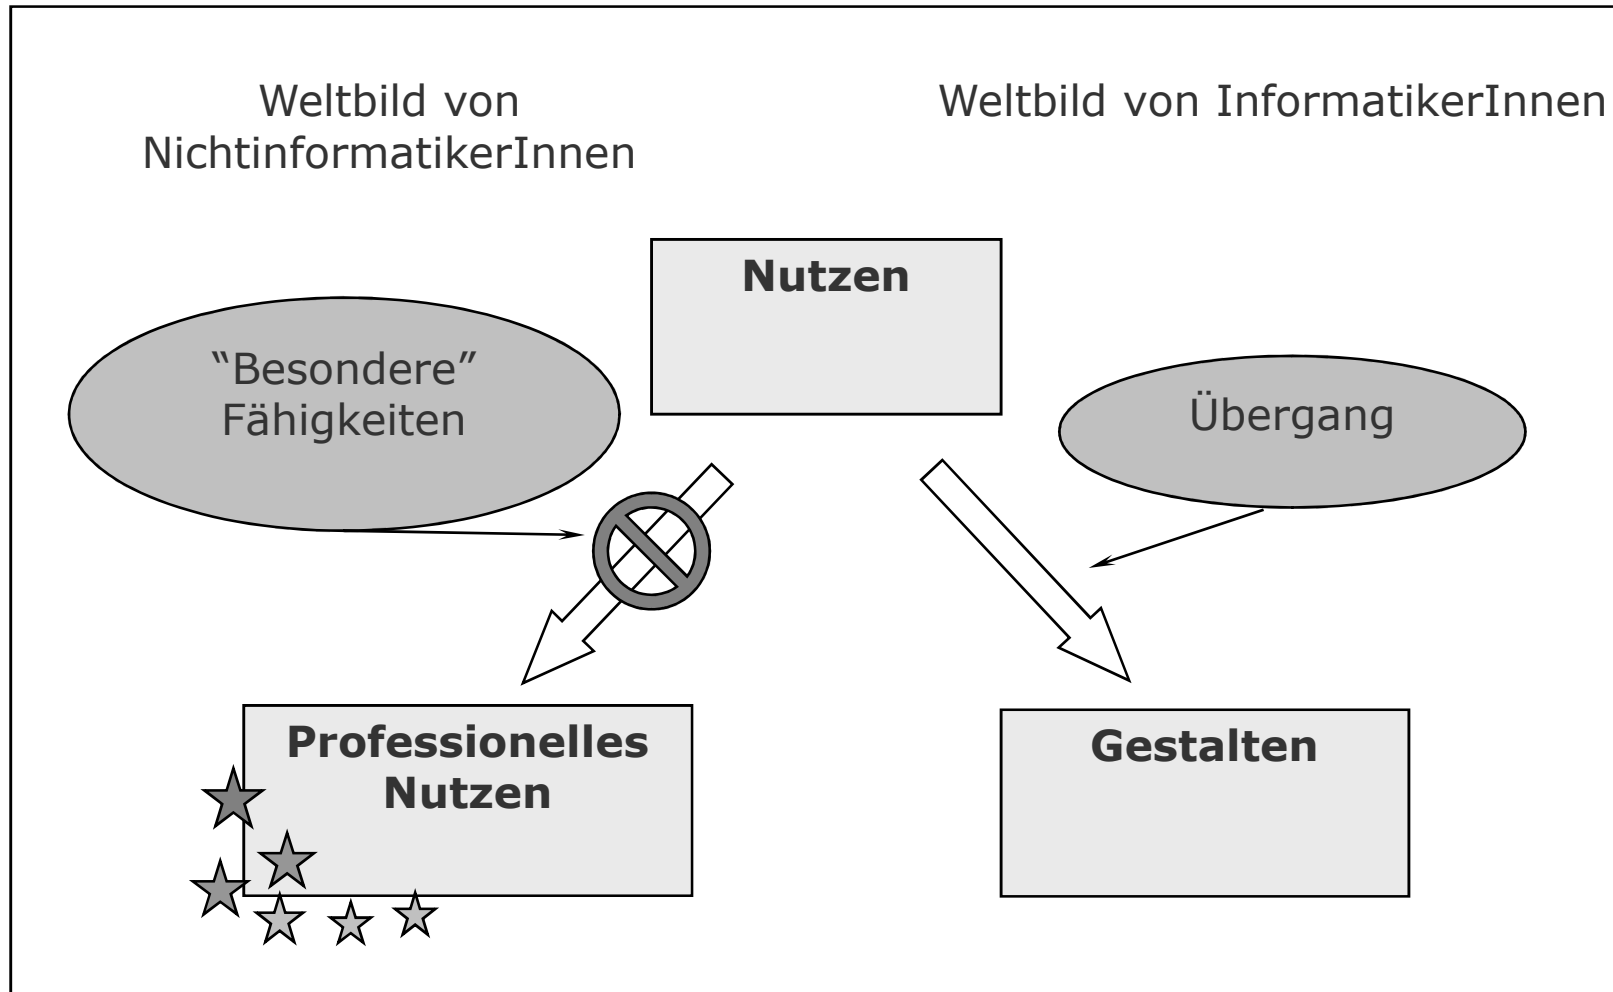 Weltbild von
NichtinformatikerInnen
Weltbild von InformatikerInnen
Nutzen
“Besondere”
Fähigkeiten
Übergang
Professionelles
Nutzen
Gestalten